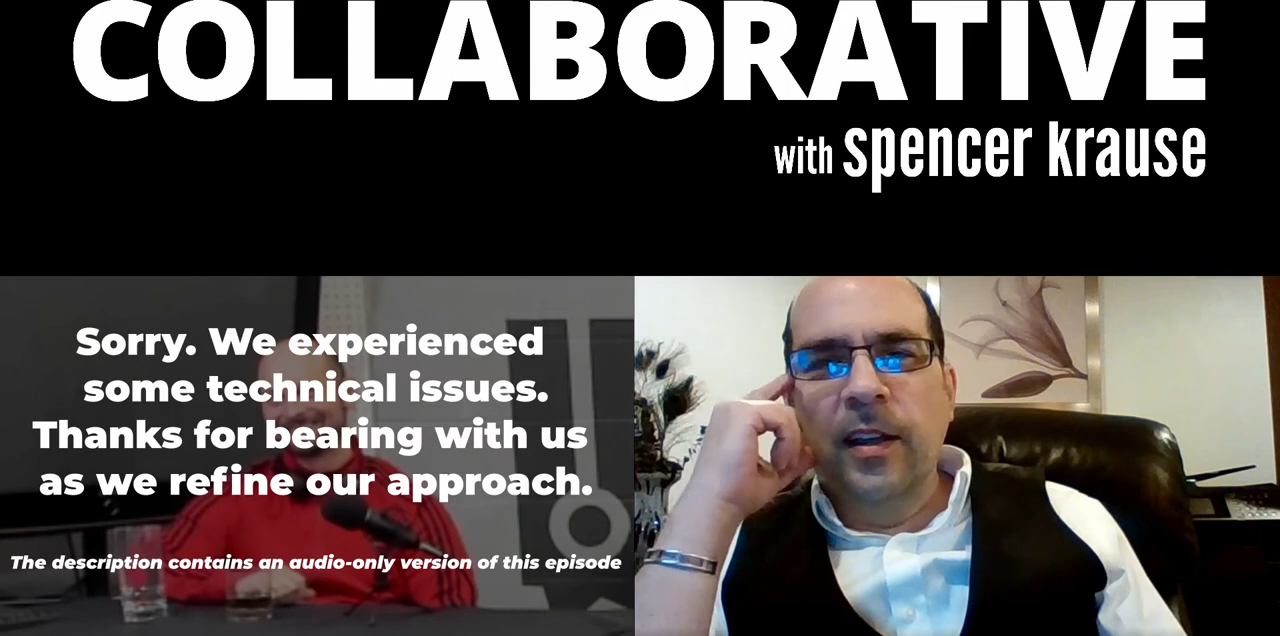 COLLABORATIVE
with spencer krause
Sorry. We experienced
some technical issues.
Thanks for bearing with us
as we refine our approach.
The description contains an audio-only version of this episode